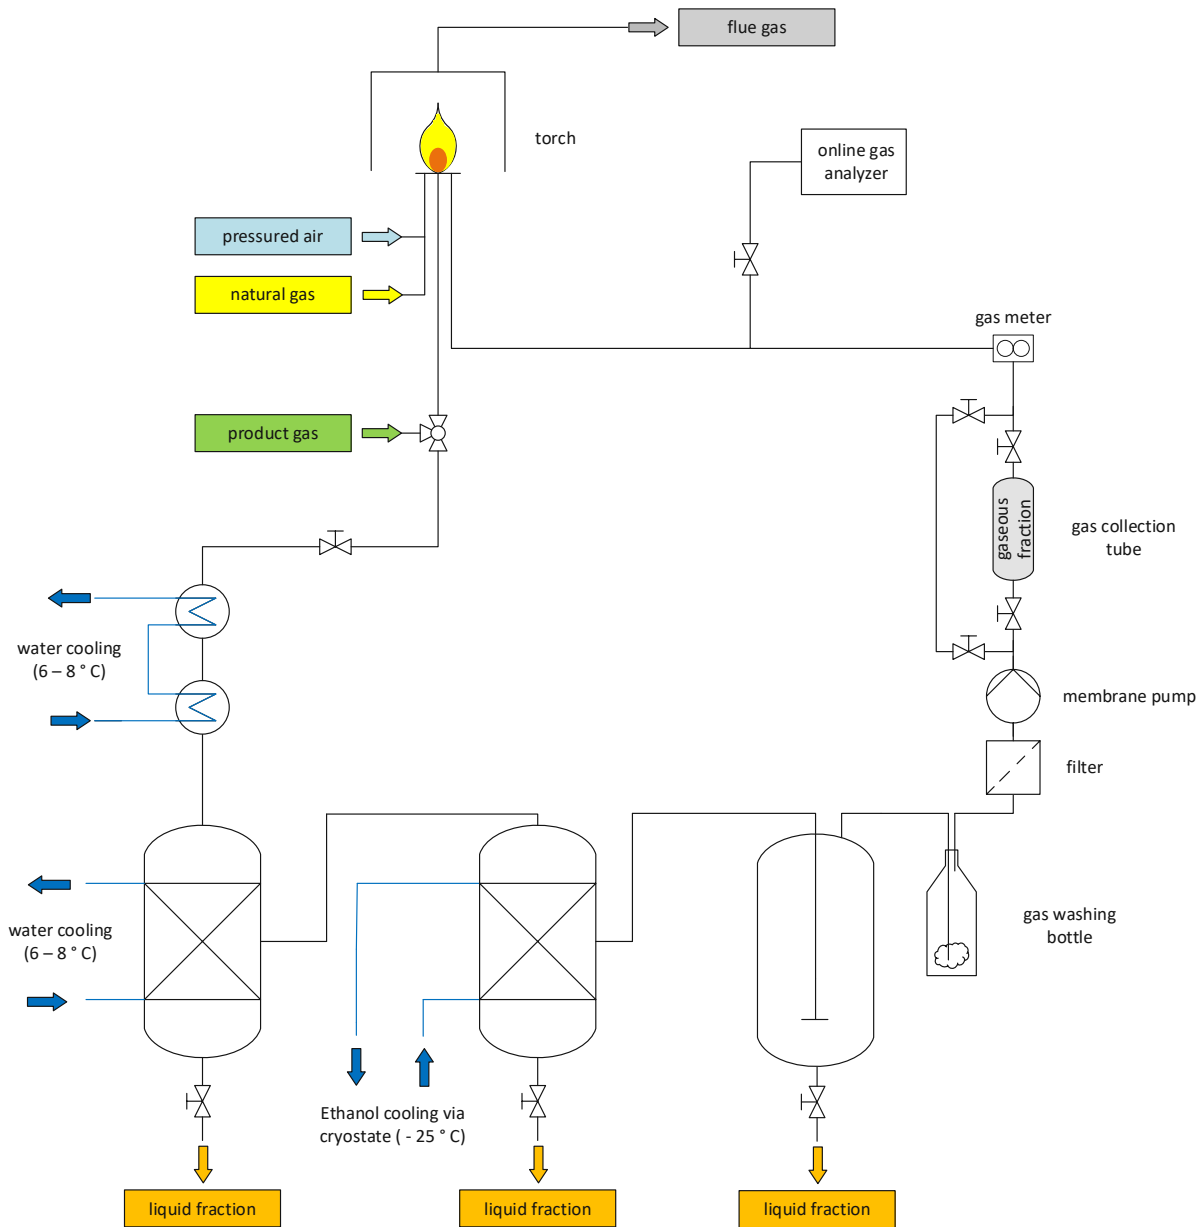 flue gas
torch
online gas
analyzer
pressured air
natural gas
gas meter
product gas
gaseous
fraction
gas collection
tube
water cooling
(6 – 8 ° C)
membrane pump
filter
water cooling
(6 – 8 ° C)
gas washing
bottle
Ethanol cooling via
cryostate ( - 25 ° C)
liquid fraction
liquid fraction
liquid fraction